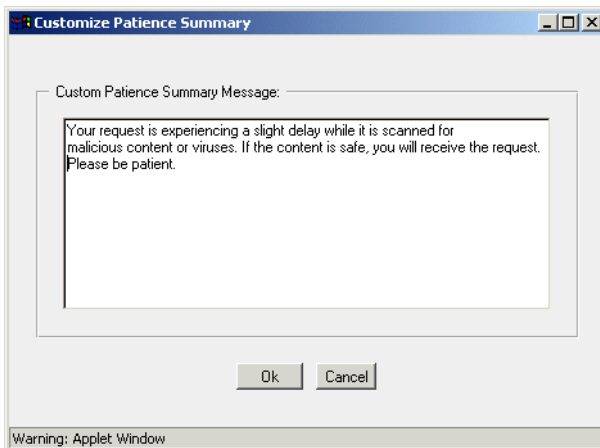 Customize Patience Summary
Custom Patience Summary Message:
Your request is experiencing a slight delay while it is scanned for
malicious content or viruses. If the content is safe, you will receive the request.
Please be patient.
Ok Cancel
Warning: Applet Window